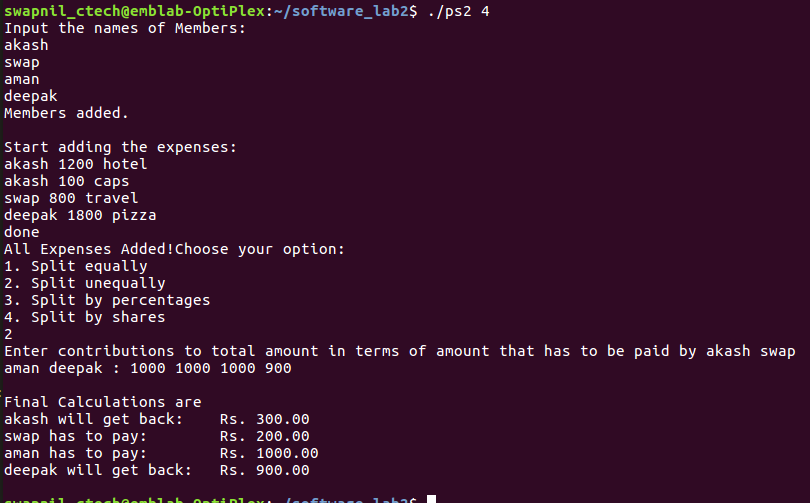 swapnil_ctech@emblab-OptiPlex:~/software_lab2$ ./ps2 4
Input the names of Members:
akash
swap
aman
deepak
Members added.
Start adding the expenses:
akash 1200 hotel
akash 100 caps
swap 800 travel
deepak 1800 pizza
done
All Expenses Added!Choose your option:
1. Split equally
2. Split unequally
3. Split by percentages
4. Split by shares
2
Enter contributions to total amount in terms of amount that has to be paid by akash swap
aman deepak : 1000 1000 1000 900
Final Calculations are
akash will get back:    Rs. 300.00
swap has to pay:        Rs. 200.00
aman has to pay:        Rs. 1000.00
deepak will get back:   Rs. 900.00
swapnil_ctech@emblab-OptiPlex:~/software_lab2$